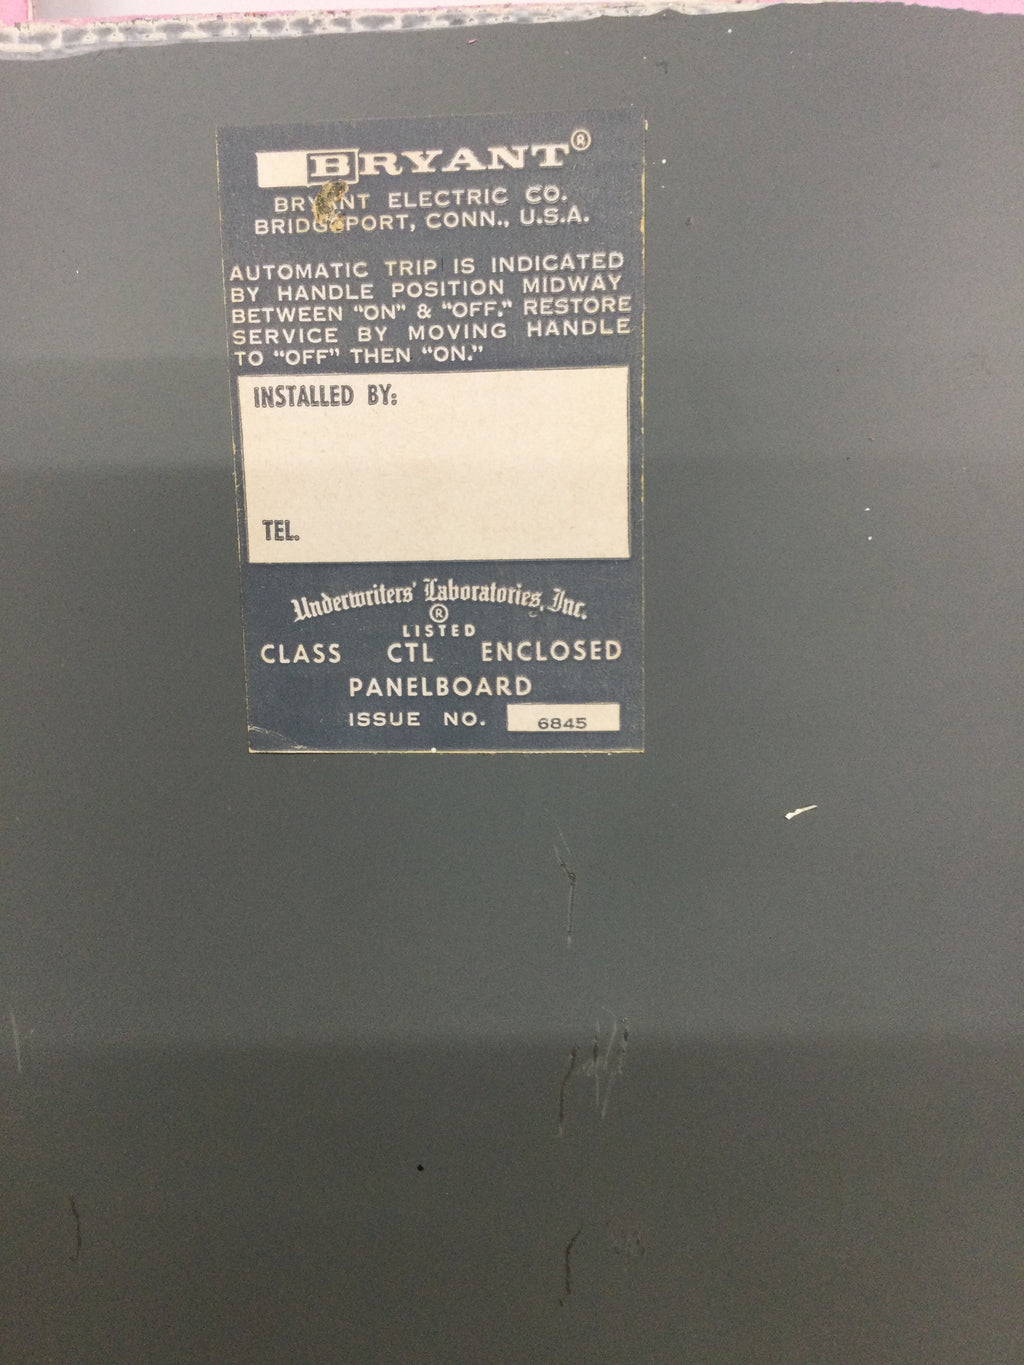 BRYANT®
BRYANT ELECTRIC CO.
BRIDGEPORT, CONN., U.S.A.
AUTOMATIC TRIP IS INDICATED
BY HANDLE POSITION MIDWAY
BETWEEN "ON" & "OFF." RESTORE
SERVICE BY MOVING HANDLE
TO "OFF" THEN "ON."
INSTALLED BY:
TEL.
Underwriters' Laboratories, Inc.
®
LISTED
CLASS CTL ENCLOSED
PANELBOARD
ISSUE NO. 6845